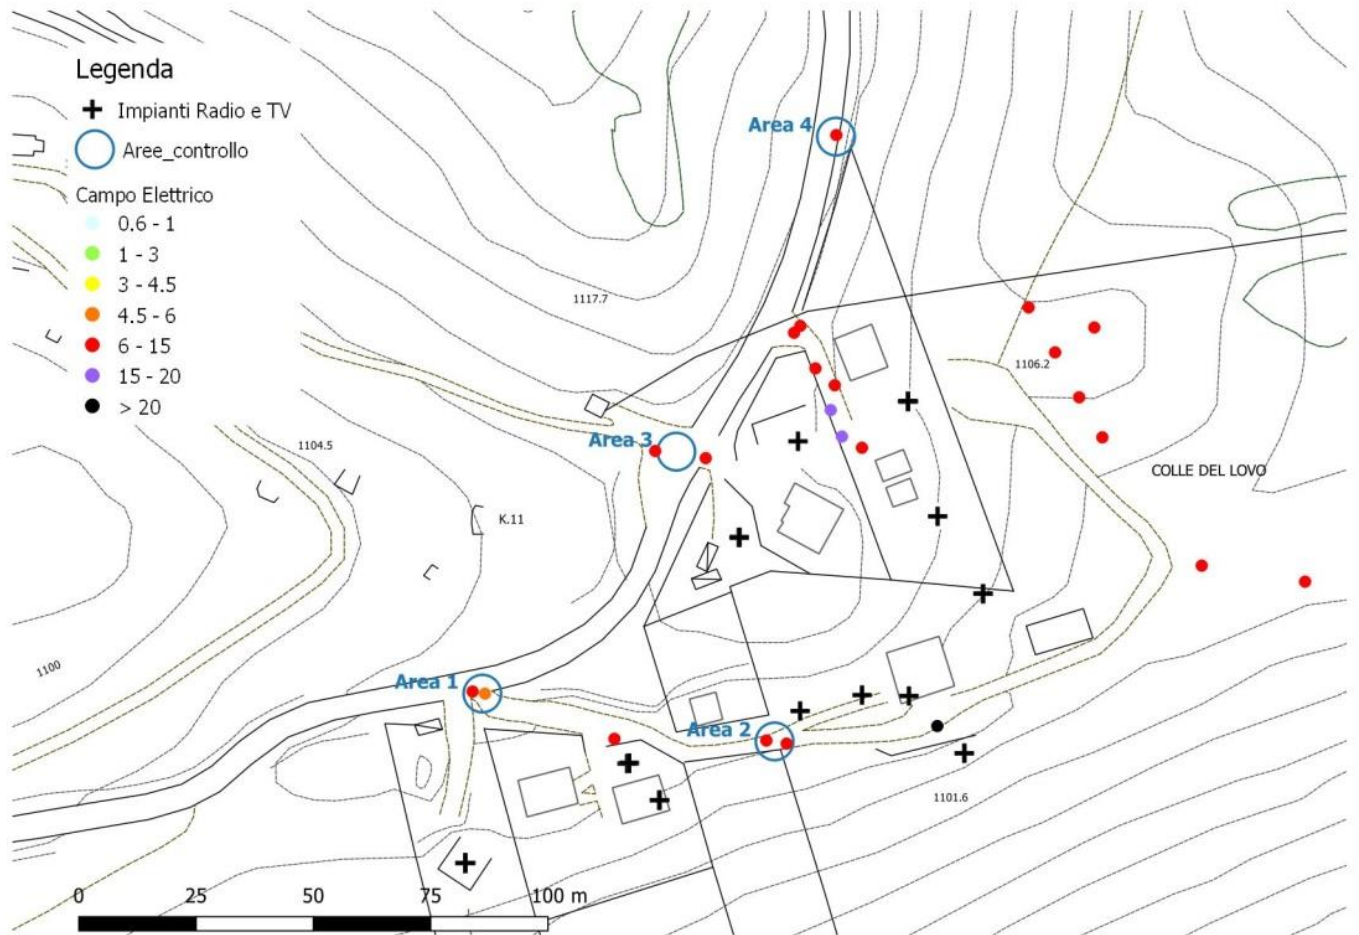 Legenda
Impianti Radio e TV
Aree_controllo
Campo Elettrico
0.6 - 1
1 - 3
3 - 4.5
4.5 - 6
6 - 15
15 - 20
> 20
Area 4
1117.7
1106.2
Area 3
1104.5
COLLE DEL LOVO
K.11
1100
Area 1
Area 2
1101.6
0 25 50 75 100 m